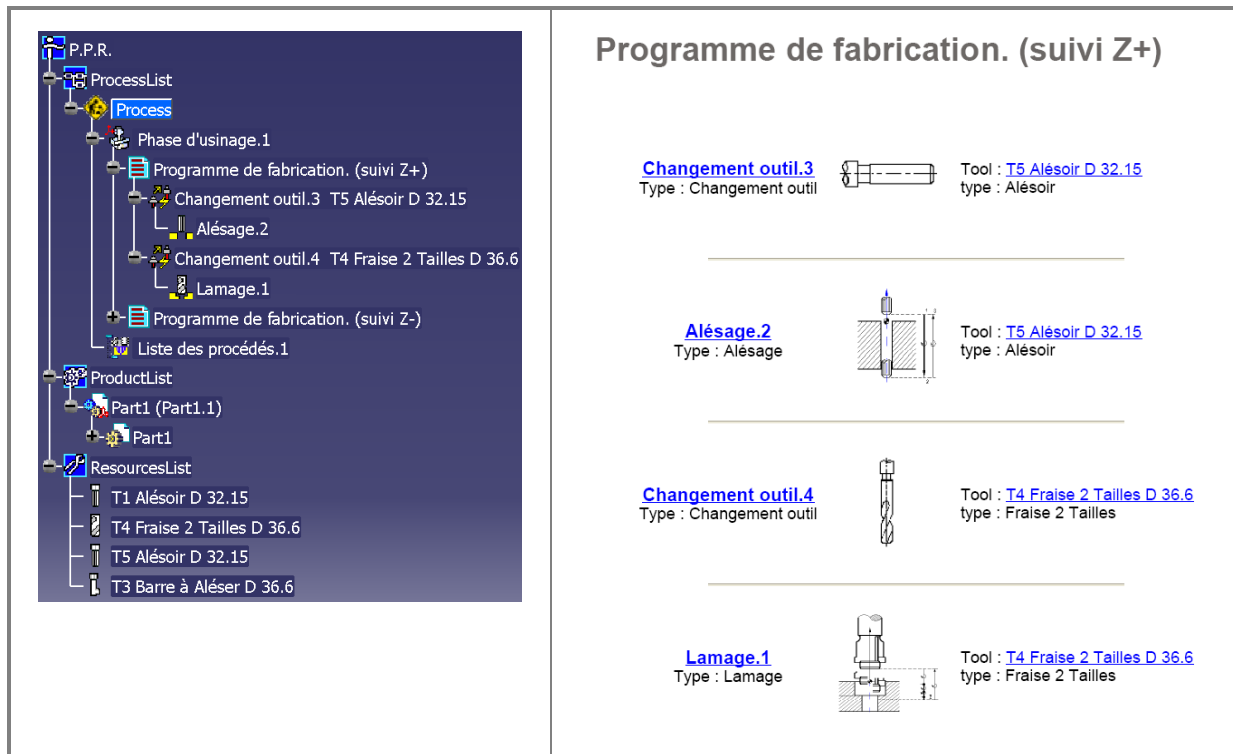 P.P.R.
ProcessList
Process
Phase d'usinage.1
Programme de fabrication. (suivi Z+)
Changement outil.3 T5 Alésoir D 32.15
Alésage.2
Changement outil.4 T4 Fraise 2 Tailles D 36.6
Lamage.1
Programme de fabrication. (suivi Z-)
Liste des procédés.1
ProductList
Part1 (Part1.1)
Part1
ResourcesList
T1 Alésoir D 32.15
T4 Fraise 2 Tailles D 36.6
T5 Alésoir D 32.15
T3 Barre à Aléser D 36.6
Programme de fabrication. (suivi Z+)
Changement outil.3
Type : Changement outil
Tool : T5 Alésoir D 32.15
type : Alésoir
Alésage.2
Type : Alésage
Tool : T5 Alésoir D 32.15
type : Alésoir
Changement outil.4
Type : Changement outil
Tool : T4 Fraise 2 Tailles D 36.6
type : Fraise 2 Tailles
Lamage.1
Type : Lamage
Tool : T4 Fraise 2 Tailles D 36.6
type : Fraise 2 Tailles